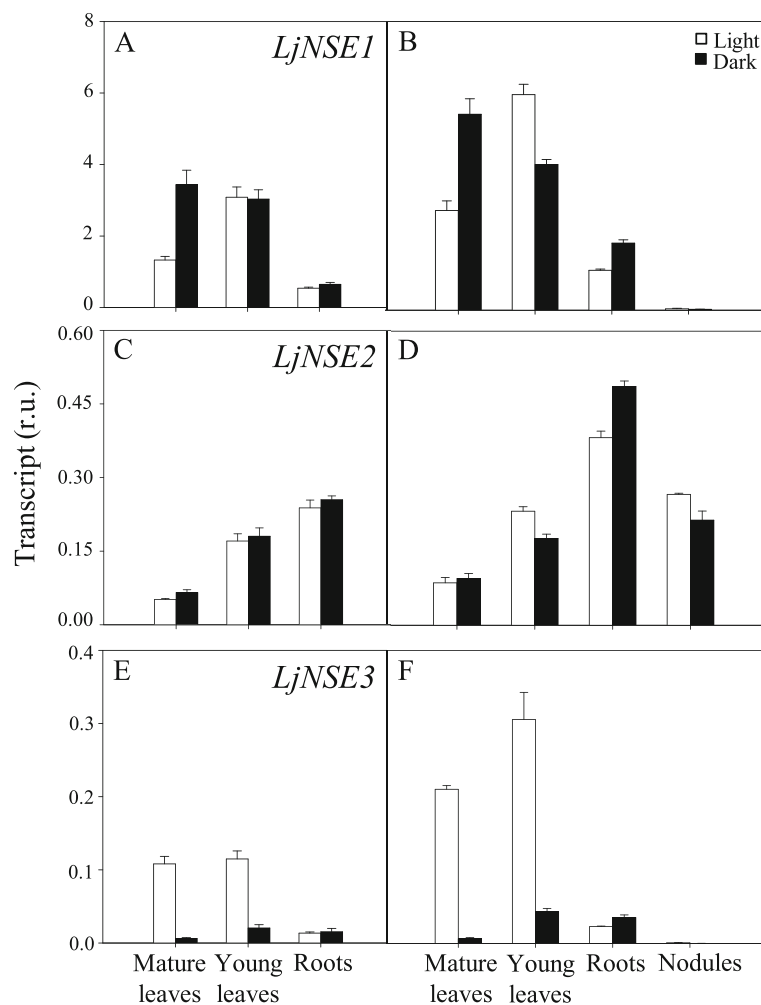 A
LjNSE1
B
Light
Dark
8
6
4
2
0
C
LjNSE2
D
0.60
0.45
0.30
0.15
0.00
Transcript (r.u.)
E
LjNSE3
F
0.4
0.3
0.2
0.1
0.0
Mature
leaves
Young
leaves
Roots
Mature
leaves
Young
leaves
Roots
Nodules